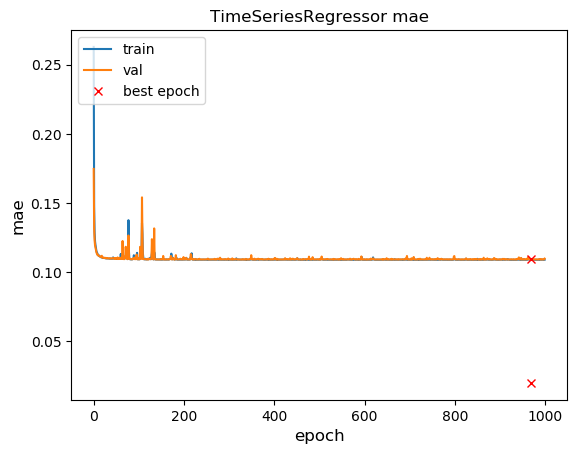 TimeSeriesRegressor mae
train
val
best epoch
mae
0.25
0.20
0.15
0.10
0.05
0
200
400
600
800
1000
epoch